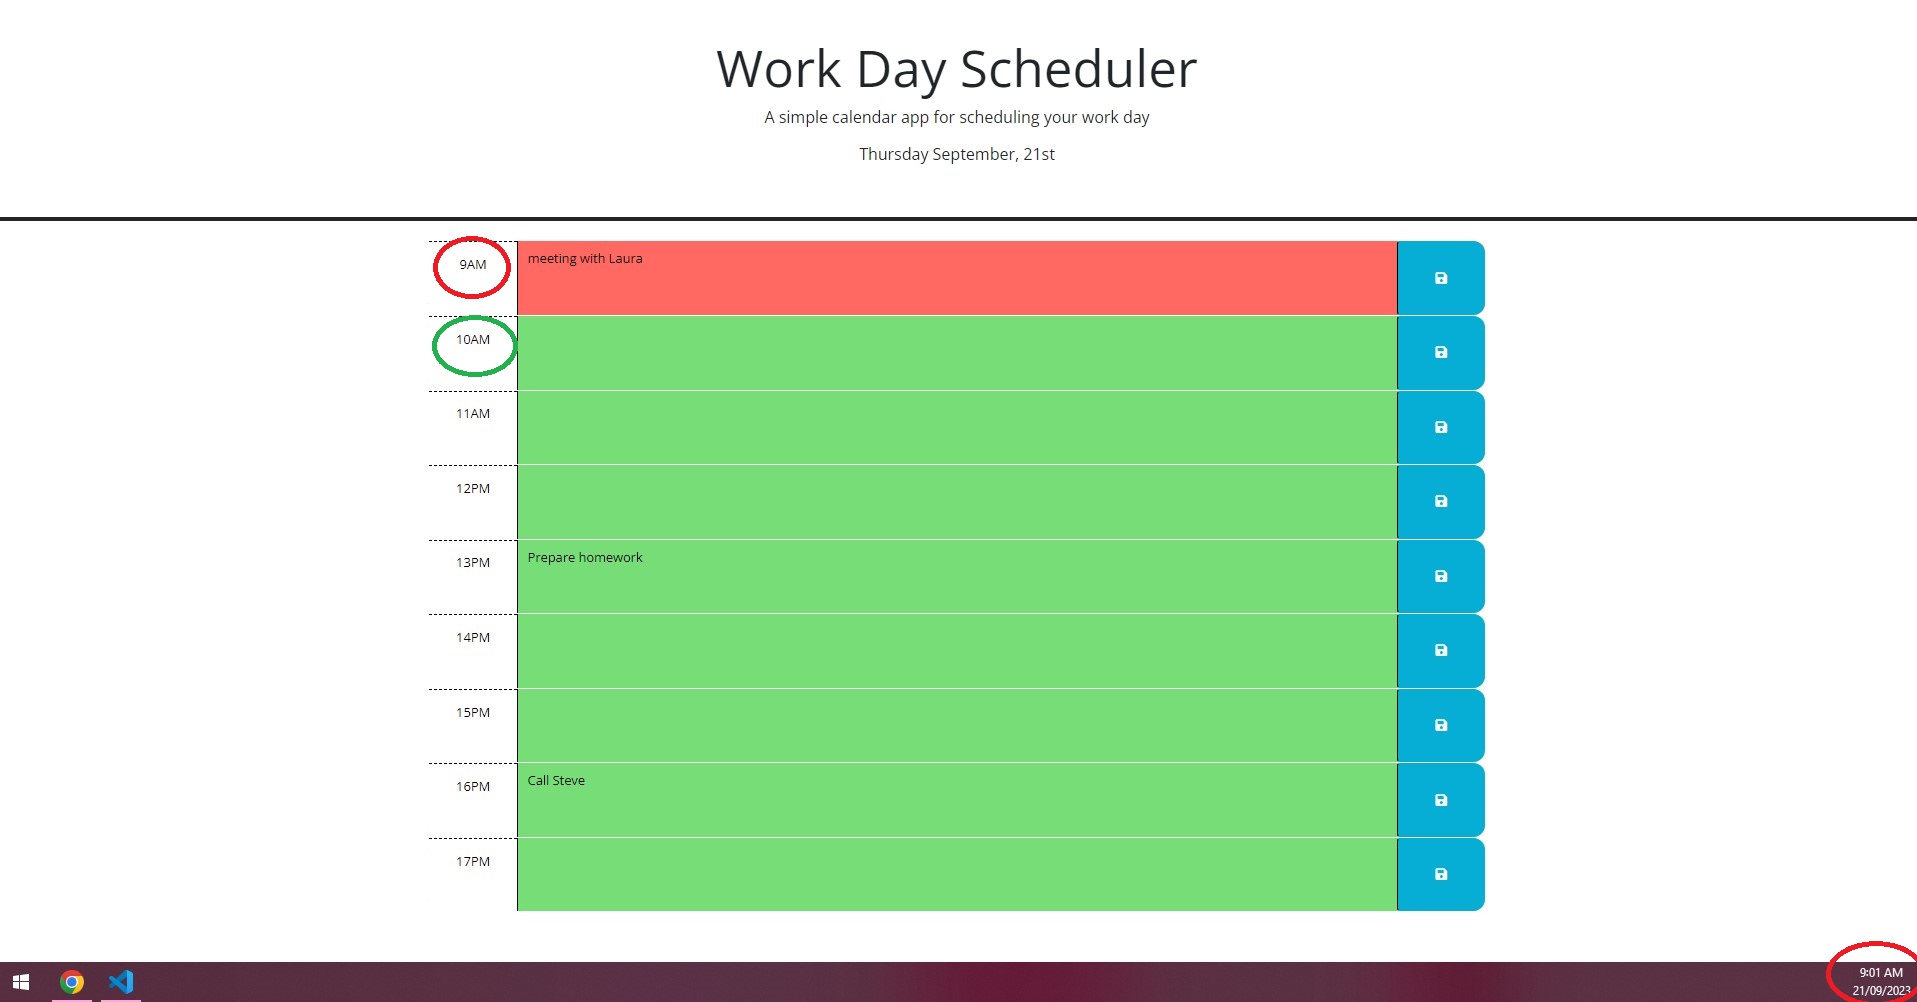 Work Day Scheduler
A simple calendar app for scheduling your work day
Thursday September, 21st
9AM meeting with Laura
10AM
11AM
12PM
13PM Prepare homework
14PM
15PM
16PM Call Steve
17PM
9:01 AM
21/09/2023